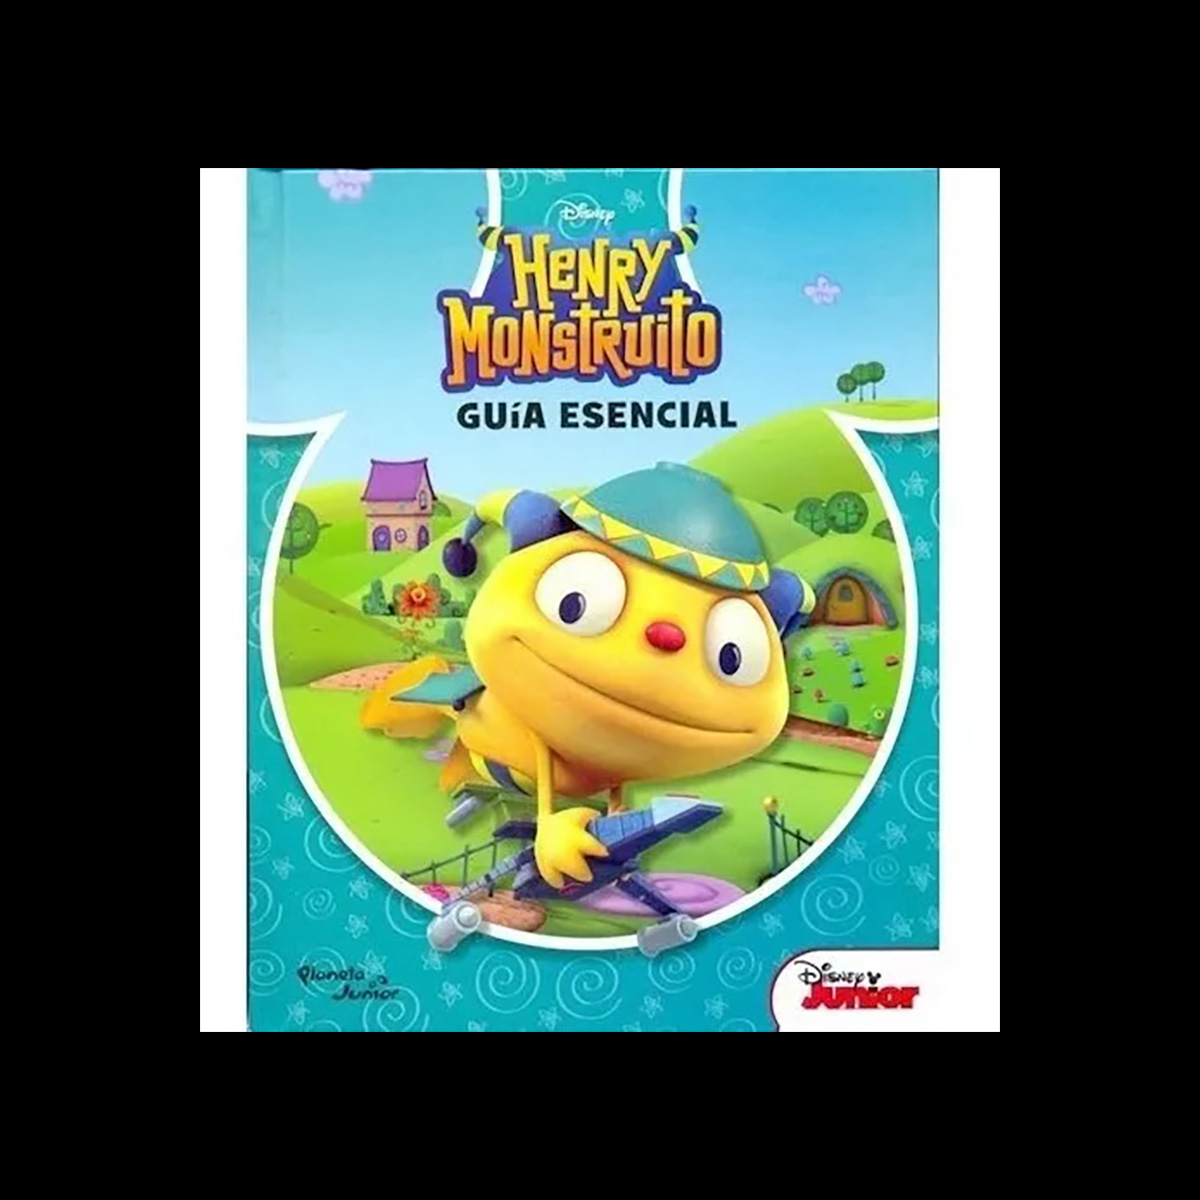 Disney
HENRY
MONSTRUITO
GUÍA ESENCIAL
Planeta
Junior
Disney
Junior